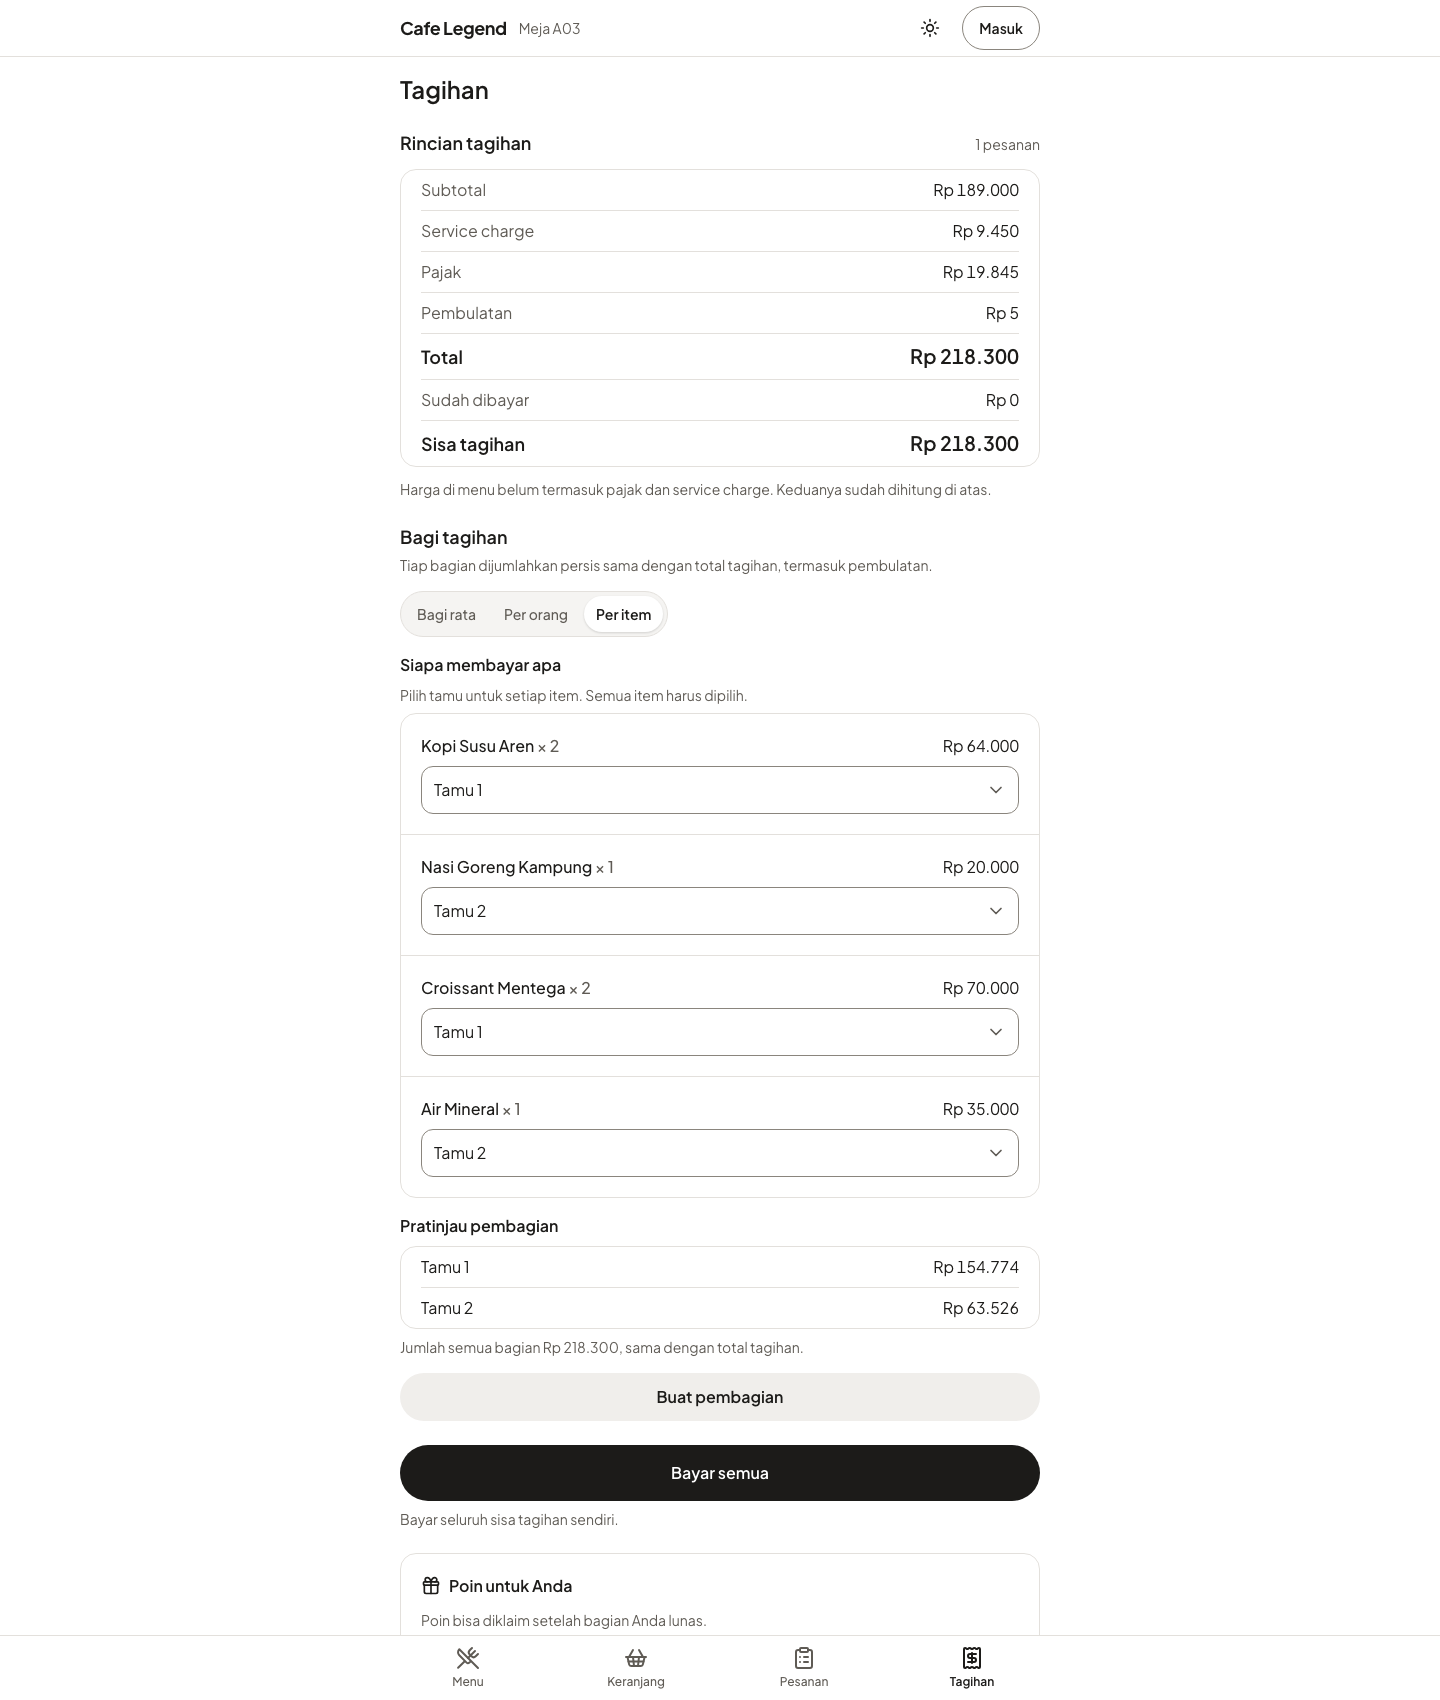 Cafe Legend Meja A03 Masuk
Tagihan
Rincian tagihan 1 pesanan
Subtotal Rp 189.000
Service charge Rp 9.450
Pajak Rp 19.845
Pembulatan Rp 5
Total Rp 218.300
Sudah dibayar Rp 0
Sisa tagihan Rp 218.300
Harga di menu belum termasuk pajak dan service charge. Keduanya sudah dihitung di atas.
Bagi tagihan
Tiap bagian dijumlahkan persis sama dengan total tagihan, termasuk pembulatan.
Bagi rata Per orang Per item
Siapa membayar apa
Pilih tamu untuk setiap item. Semua item harus dipilih.
Kopi Susu Aren × 2 Rp 64.000
Tamu 1
Nasi Goreng Kampung × 1 Rp 20.000
Tamu 2
Croissant Mentega × 2 Rp 70.000
Tamu 1
Air Mineral × 1 Rp 35.000
Tamu 2
Pratinjau pembagian
Tamu 1 Rp 154.774
Tamu 2 Rp 63.526
Jumlah semua bagian Rp 218.300, sama dengan total tagihan.
Buat pembagian
Bayar semua
Bayar seluruh sisa tagihan sendiri.
Poin untuk Anda
Poin bisa diklaim setelah bagian Anda lunas.
Menu Keranjang Pesanan Tagihan